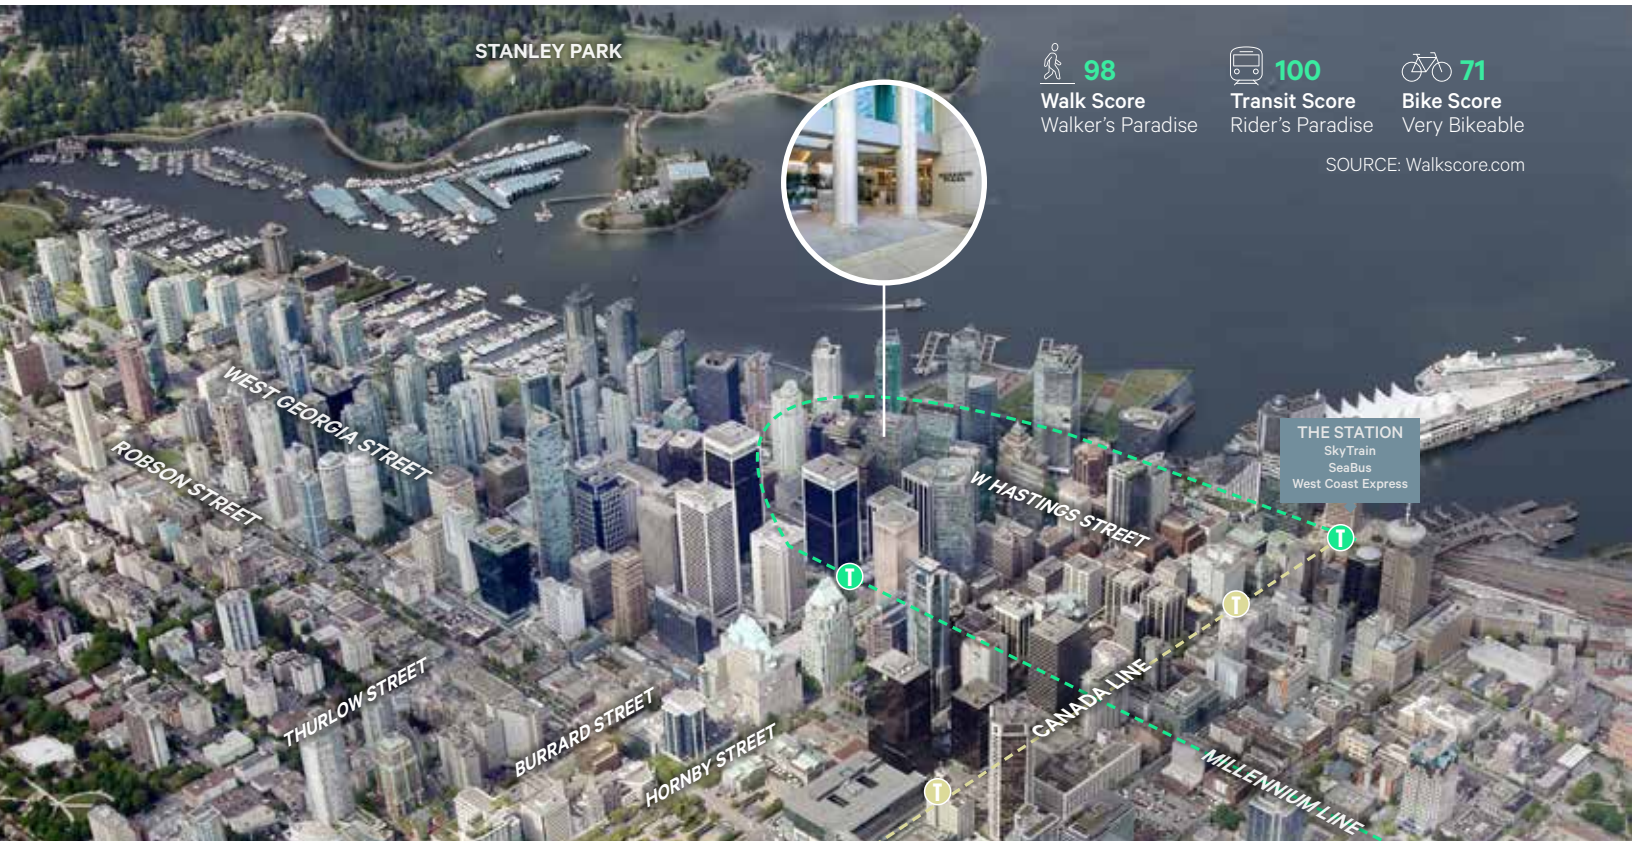 STANLEY PARK
98
Walk Score
Walker's Paradise
100
Transit Score
Rider's Paradise
71
Bike Score
Very Bikeable
SOURCE: Walkscore.com
WEST GEORGIA STREET
ROBSON STREET
THE STATION
SkyTrain
SeaBus
West Coast Express
W HASTINGS STREET
T
T
T
THURLOW STREET
BURRARD STREET
HORNBY STREET
CANADA LINE
MILLENNIUM LINE
T